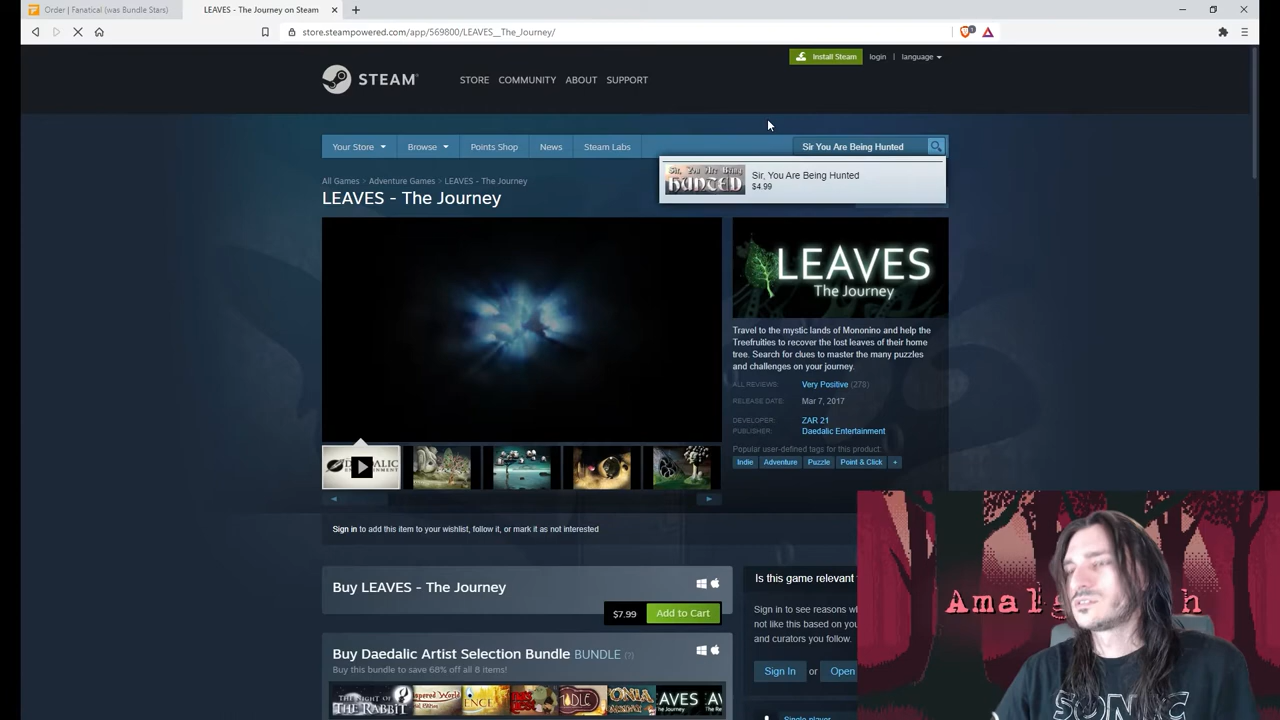 Order | Fanatical (was Bundle Stars)
LEAVES - The Journey on Steam
store.steampowered.com/app/569800/LEAVES__The_Journey/
Install Steam
login
language
STEAM
STORE
COMMUNITY
ABOUT
SUPPORT
Your Store
Browse
Points Shop
News
Steam Labs
Sir You Are Being Hunted
Sir, You Are Being
HUNTED
Sir, You Are Being Hunted
$4.99
All Games > Adventure Games > LEAVES - The Journey
LEAVES - The Journey
LEAVES
The Journey
Travel to the mystic lands of Mononino and help the
Treefruities to recover the lost leaves of their home
tree. Search for clues to master the many puzzles
and challenges on your journey.
ALL REVIEWS: Very Positive (278)
RELEASE DATE: Mar 7, 2017
DEVELOPER: ZAR 21
PUBLISHER: Daedalic Entertainment
Popular user-defined tags for this product:
Indie
Adventure
Puzzle
Point & Click
+
Sign in to add this item to your wishlist, follow it, or mark it as not interested
Buy LEAVES - The Journey
$7.99
Add to Cart
Is this game relevant
Sign in to see reasons
not like this based on you
and curators you follow.
Sign In or Open
Buy Daedalic Artist Selection Bundle BUNDLE (?)
Buy this bundle to save 68% off all 8 items!
Single-player
SONIC